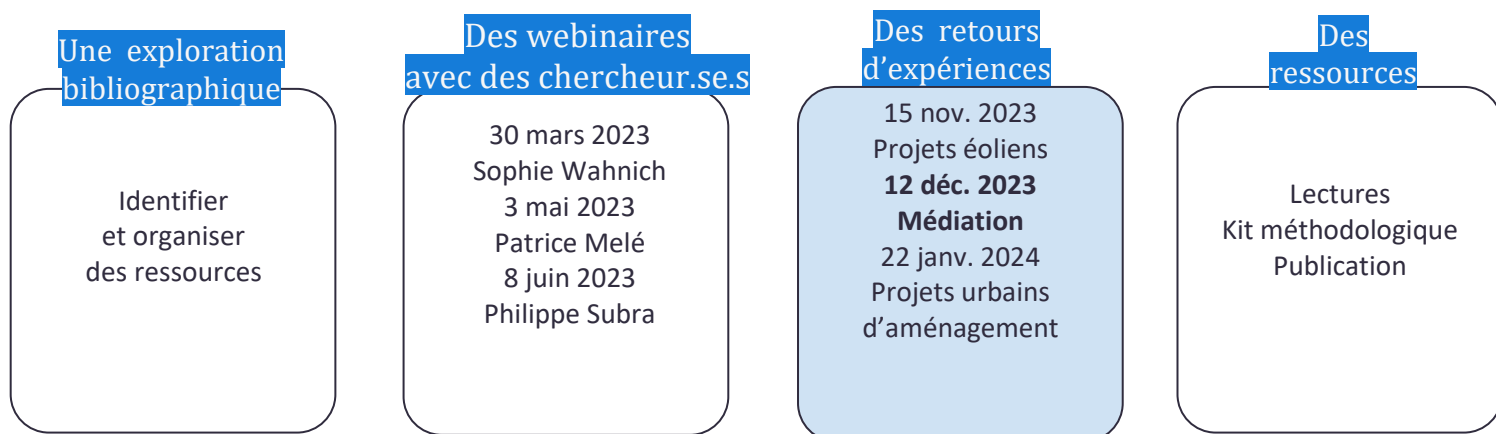 Une exploration
bibliographique
Identifier
et organiser
des ressources
Des webinaires
avec des chercheur.se.s
30 mars 2023
Sophie Wahnich
3 mai 2023
Patrice Melé
8 juin 2023
Philippe Subra
Des retours
d’expériences
15 nov. 2023
Projets éoliens
12 déc. 2023
Médiation
22 janv. 2024
Projets urbains
d’aménagement
Des
ressources
Lectures
Kit méthodologique
Publication